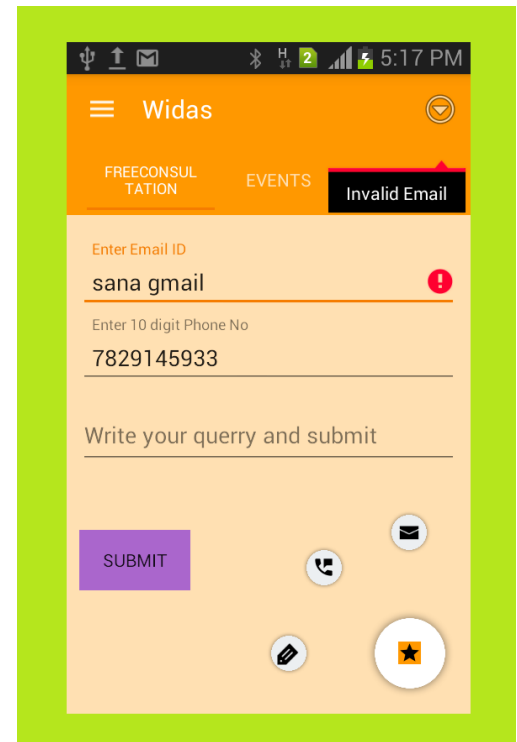 H 2 5:17 PM
Widas
FREECONSUL
TATION
EVENTS
Invalid Email
Enter Email ID
sana gmail
Enter 10 digit Phone No
7829145933
Write your querry and submit
SUBMIT